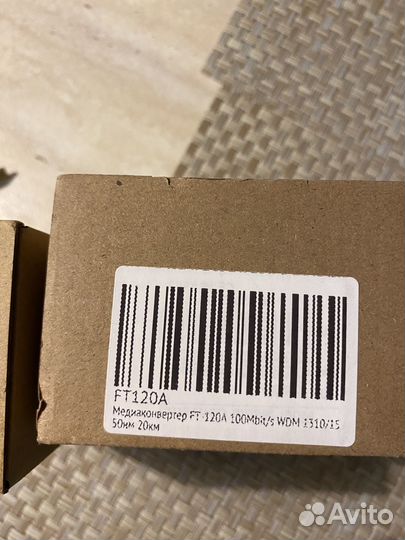 FT120A
Медиаконвертер FT-120A 100Mbit/s WDM 1310/15
50нм 20км
Avito